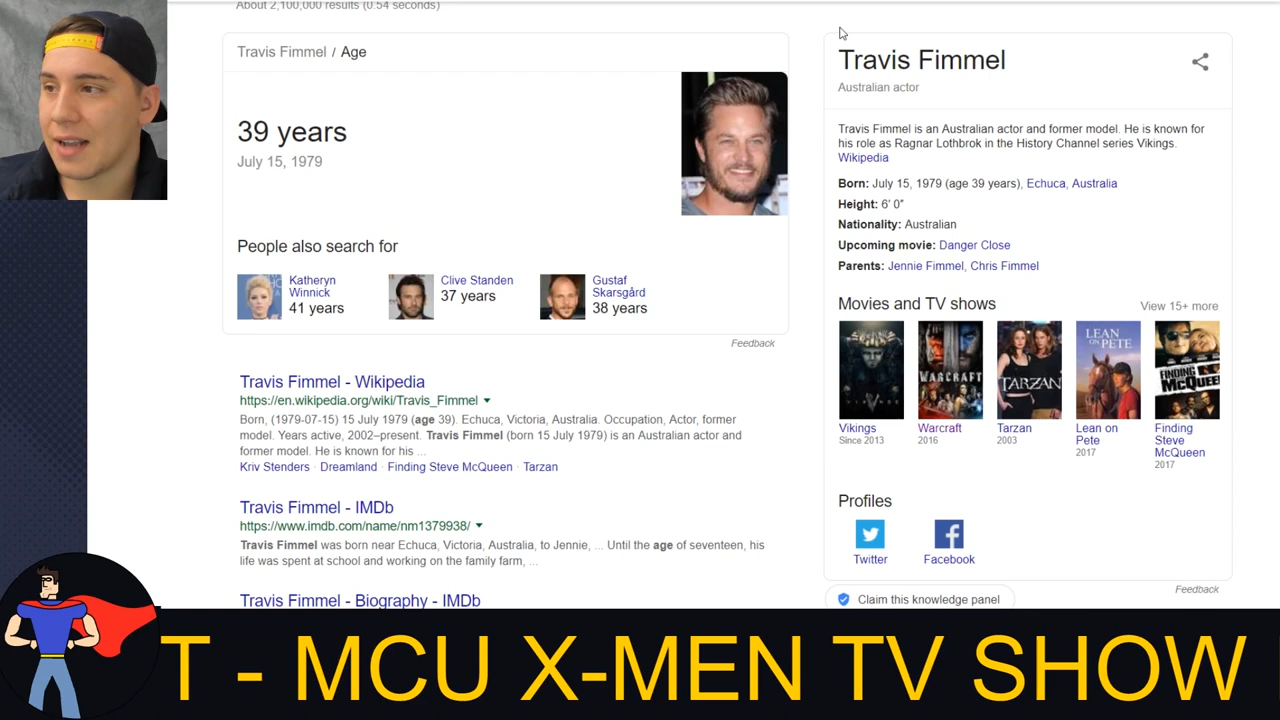 About 2,100,000 results (0.54 seconds)
Travis Fimmel / Age
39 years
July 15, 1979
People also search for
Katheryn
Winnick
41 years
Clive Standen
37 years
Gustaf
Skarsgård
38 years
Feedback
Travis Fimmel - Wikipedia
https://en.wikipedia.org/wiki/Travis_Fimmel
Born, (1979-07-15) 15 July 1979 (age 39). Echuca, Victoria, Australia. Occupation, Actor, former
model. Years active, 2002–present. Travis Fimmel (born 15 July 1979) is an Australian actor and
former model. He is known for his ...
Kriv Stenders · Dreamland · Finding Steve McQueen · Tarzan
Travis Fimmel - IMDb
https://www.imdb.com/name/nm1379938/
Travis Fimmel was born near Echuca, Victoria, Australia, to Jennie, ... Until the age of seventeen, his
life was spent at school and working on the family farm, ...
Travis Fimmel - Biography - IMDb
Travis Fimmel
Australian actor
Travis Fimmel is an Australian actor and former model. He is known for
his role as Ragnar Lothbrok in the History Channel series Vikings.
Wikipedia
Born: July 15, 1979 (age 39 years), Echuca, Australia
Height: 6′ 0″
Nationality: Australian
Upcoming movie: Danger Close
Parents: Jennie Fimmel, Chris Fimmel
Movies and TV shows
View 15+ more
WARCRAFT
TARZAN
LEAN
ON PETE
FINDING
McQUEEN
Vikings
Since 2013
Warcraft
2016
Tarzan
2003
Lean on
Pete
2017
Finding
Steve
McQueen
2017
Profiles
Twitter
Facebook
Feedback
Claim this knowledge panel
T - MCU X-MEN TV SHOW